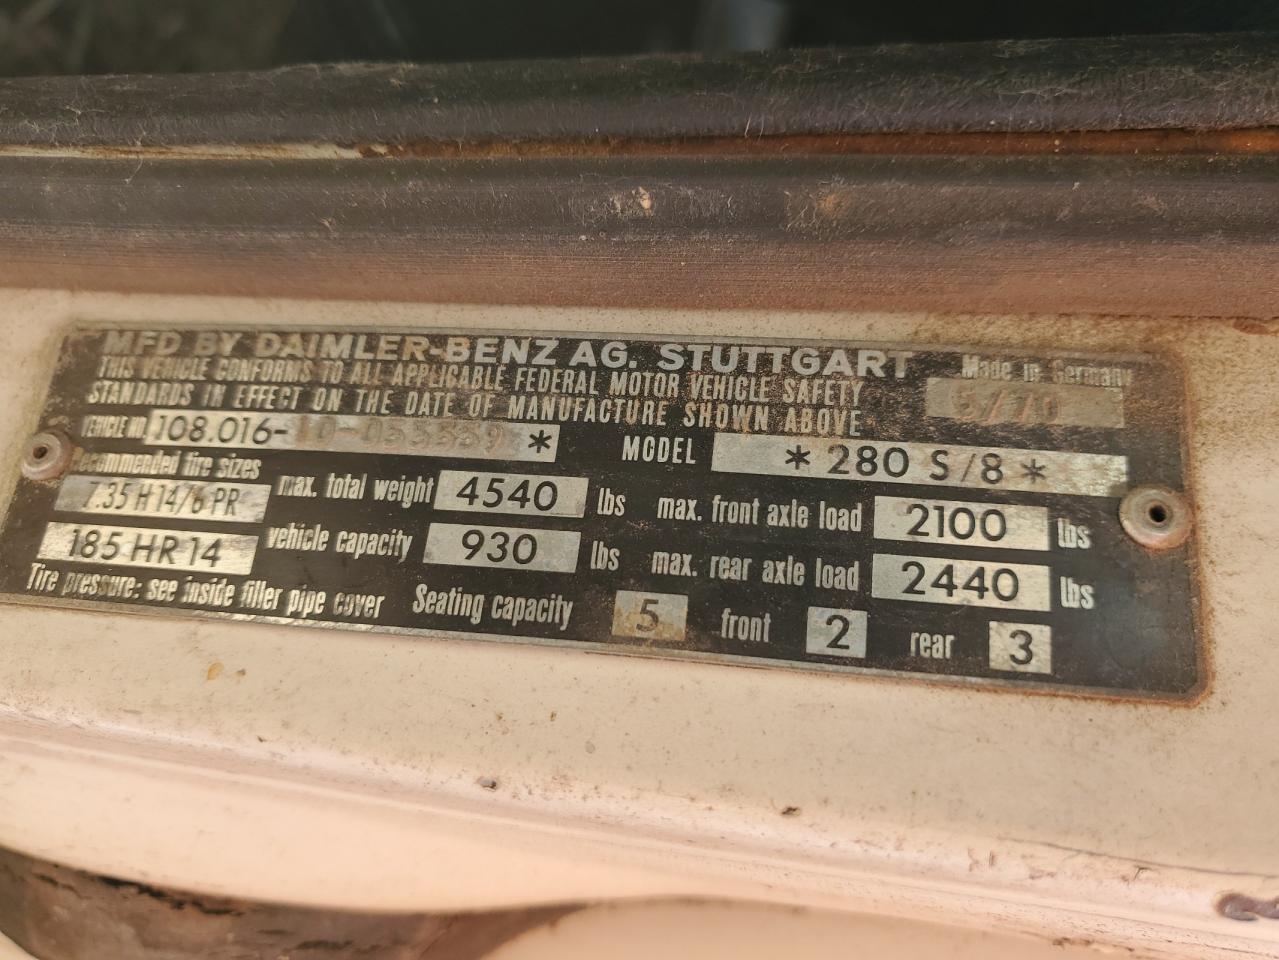 MFD BY DAIMLER-BENZ AG. STUTTGART Made in Germany
THIS VEHICLE CONFORMS TO ALL APPLICABLE FEDERAL MOTOR VEHICLE SAFETY 5/70
STANDARDS IN EFFECT ON THE DATE OF MANUFACTURE SHOWN ABOVE
VEHICLE NO. 108.016- * MODEL * 280 S/8 *
Recommended tire sizes
7.35 H 14/6 PR max. total weight 4540 lbs max. front axle load 2100 lbs
185 HR 14 vehicle capacity 930 lbs max. rear axle load 2440 lbs
Tire pressure: see inside filler pipe cover Seating capacity 5 front 2 rear 3